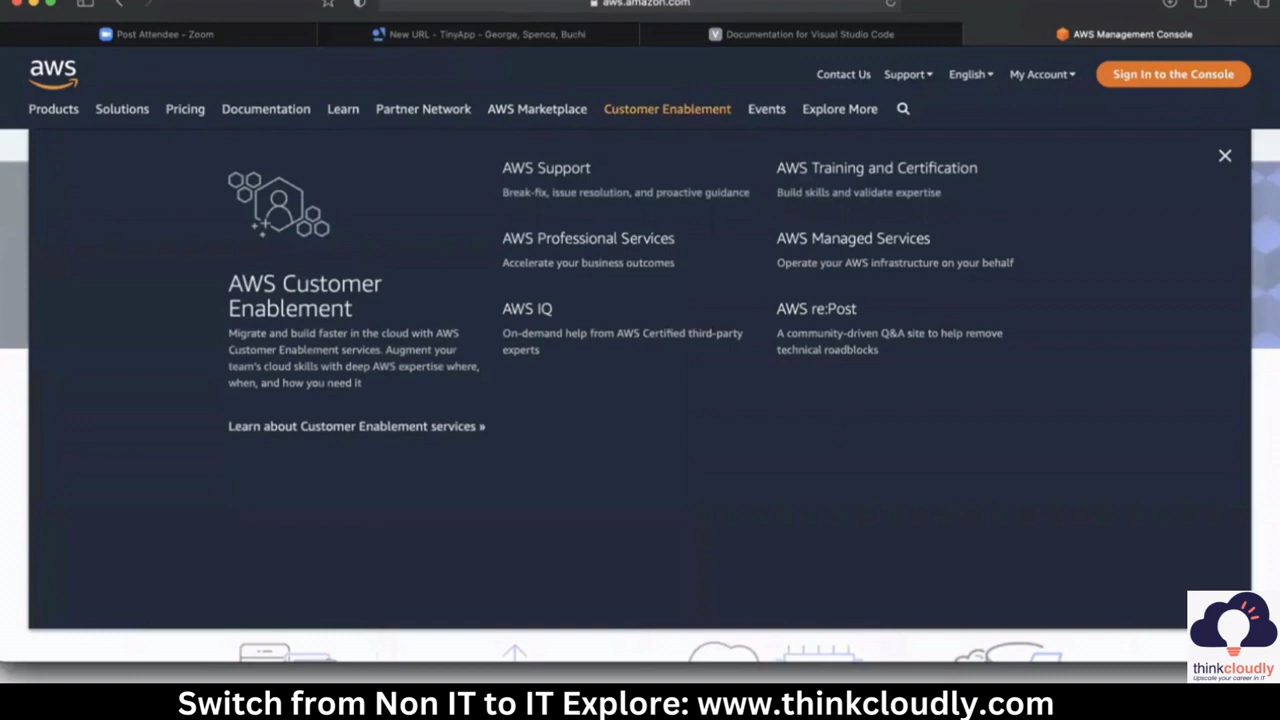 aws.amazon.com
Post Attendee - Zoom
New URL - TinyApp - George, Spence, Buchi
Documentation for Visual Studio Code
AWS Management Console
aws
Contact Us
Support
English
My Account
Sign In to the Console
Products
Solutions
Pricing
Documentation
Learn
Partner Network
AWS Marketplace
Customer Enablement
Events
Explore More
AWS Customer
Enablement
Migrate and build faster in the cloud with AWS
Customer Enablement services. Augment your
team's cloud skills with deep AWS expertise where,
when, and how you need it
Learn about Customer Enablement services »
AWS Support
Break-fix, issue resolution, and proactive guidance
AWS Professional Services
Accelerate your business outcomes
AWS IQ
On-demand help from AWS Certified third-party
experts
AWS Training and Certification
Build skills and validate expertise
AWS Managed Services
Operate your AWS infrastructure on your behalf
AWS re:Post
A community-driven Q&A site to help remove
technical roadblocks
thinkcloudly
Upscale your career in IT
Switch from Non IT to IT Explore: www.thinkcloudly.com